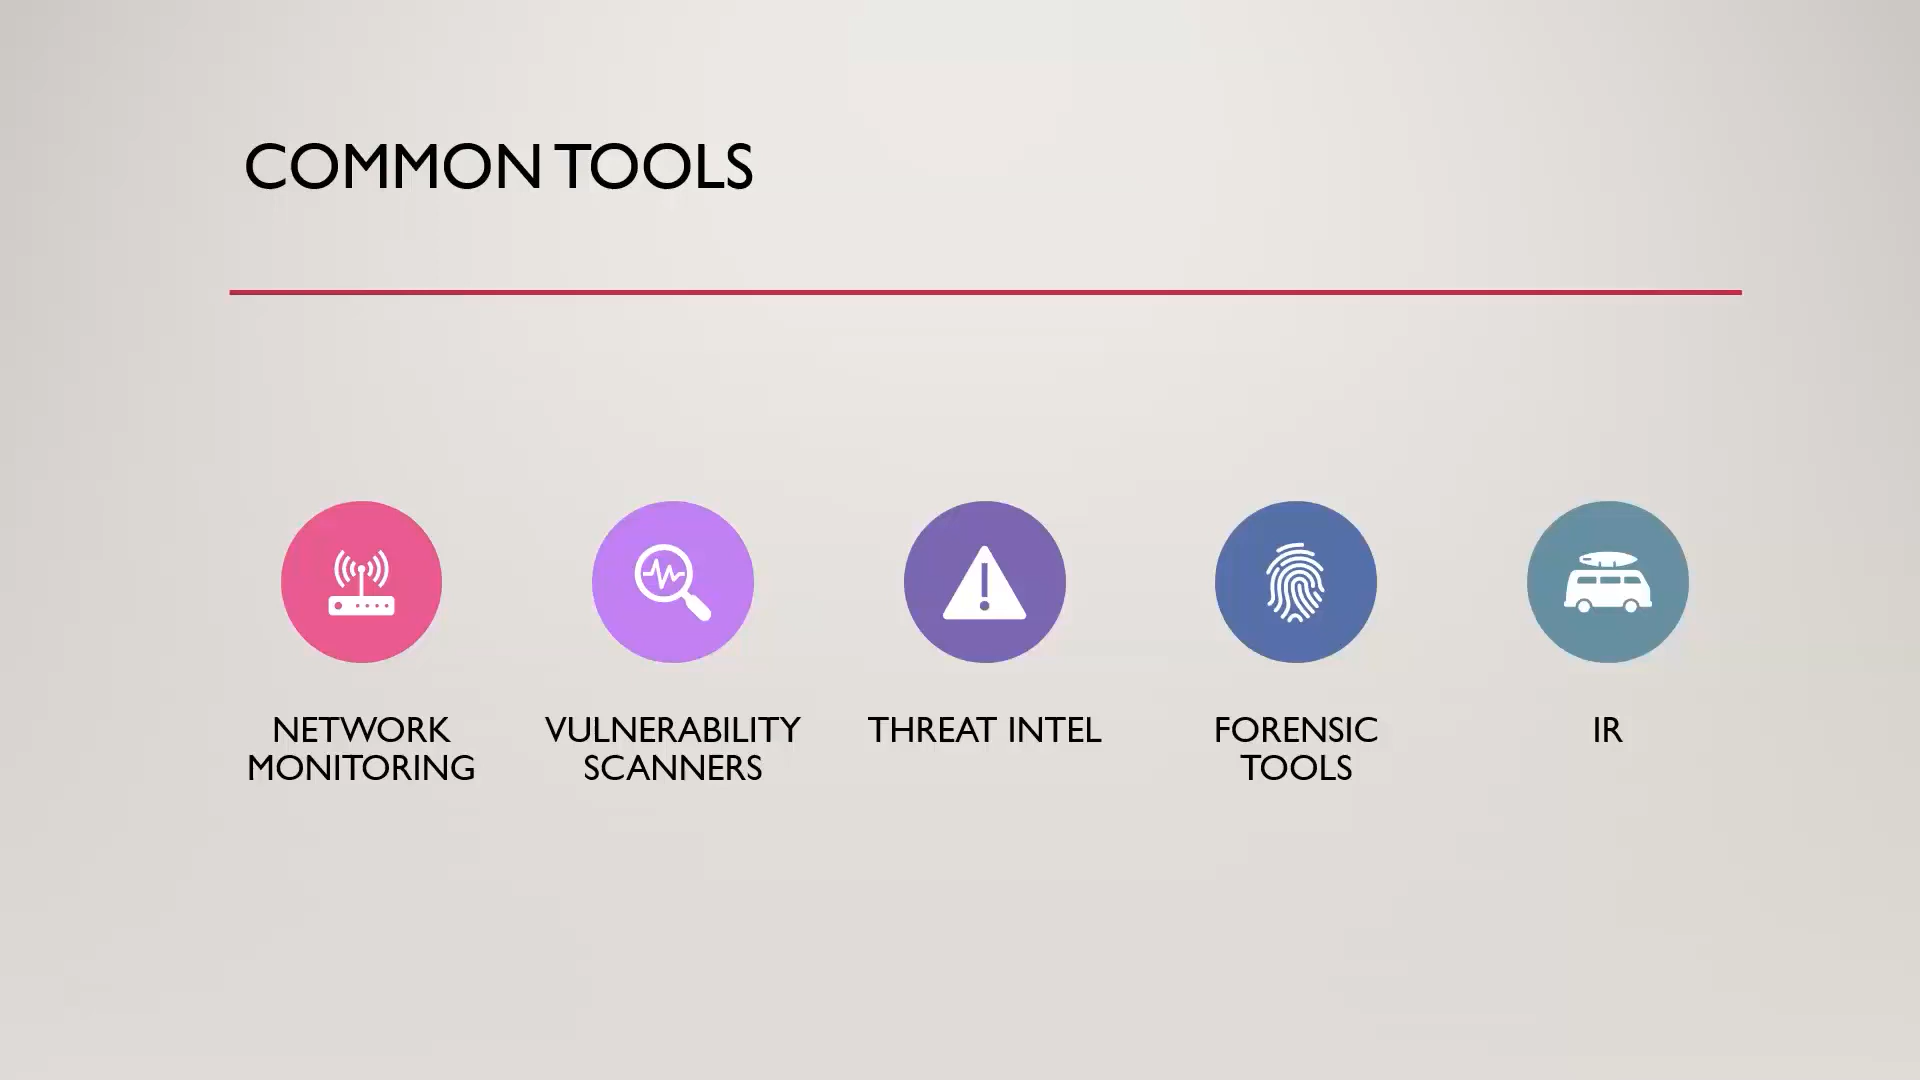 COMMON TOOLS
NETWORK
MONITORING
VULNERABILITY
SCANNERS
THREAT INTEL
FORENSIC
TOOLS
IR